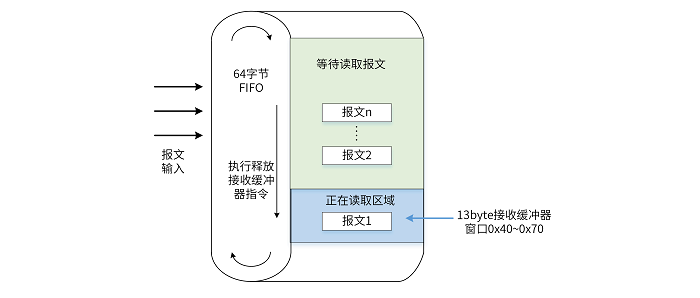 64字节
FIFO
等待读取报文
报文n
报文2
报文
输入
执行释放
接收缓冲
器指令
正在读取区域
报文1
13byte接收缓冲器
窗口0x40~0x70